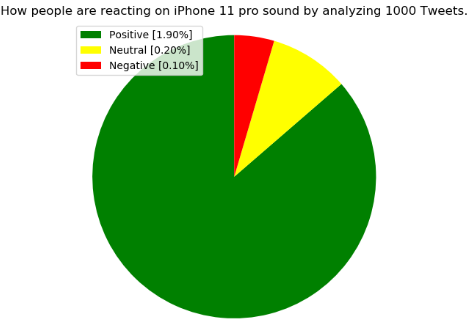 How people are reacting on iPhone 11 pro sound by analyzing 1000 Tweets.
Positive [1.90%]
Neutral [0.20%]
Negative [0.10%]